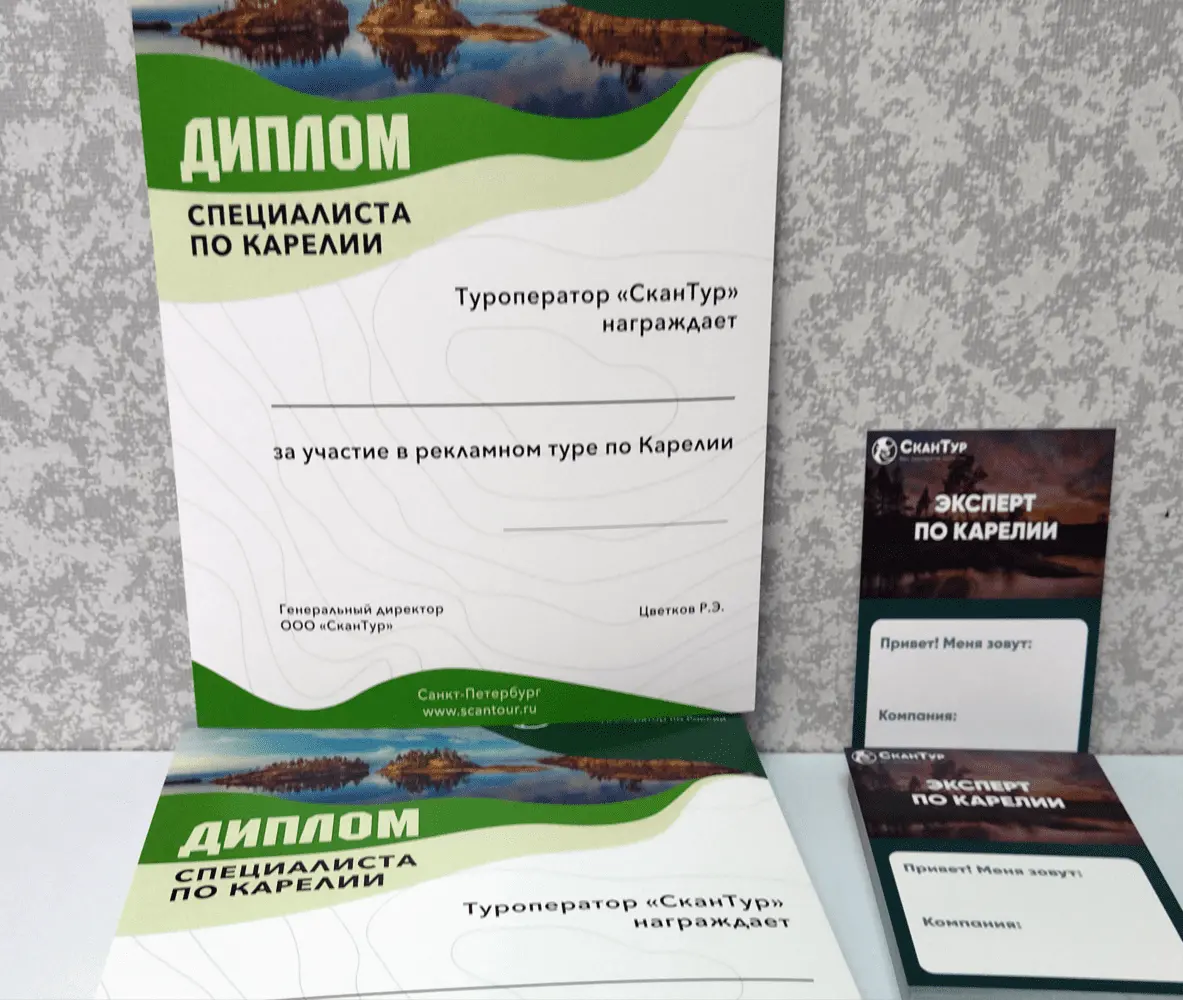 ДИПЛОМ
СПЕЦИАЛИСТА
ПО КАРЕЛИИ
Туроператор «СканТур»
награждает
за участие в рекламном туре по Карелии
Генеральный директор
ООО «СканТур»
Цветков Р.Э.
Санкт-Петербург
www.scantour.ru
СканТур
ЭКСПЕРТ
ПО КАРЕЛИИ
Привет! Меня зовут:
Компания:
по России
ДИПЛОМ
СПЕЦИАЛИСТА
ПО КАРЕЛИИ
Туроператор «СканТур»
награждает
СканТур
ЭКСПЕРТ
ПО КАРЕЛИИ
Привет! Меня зовут:
Компания: